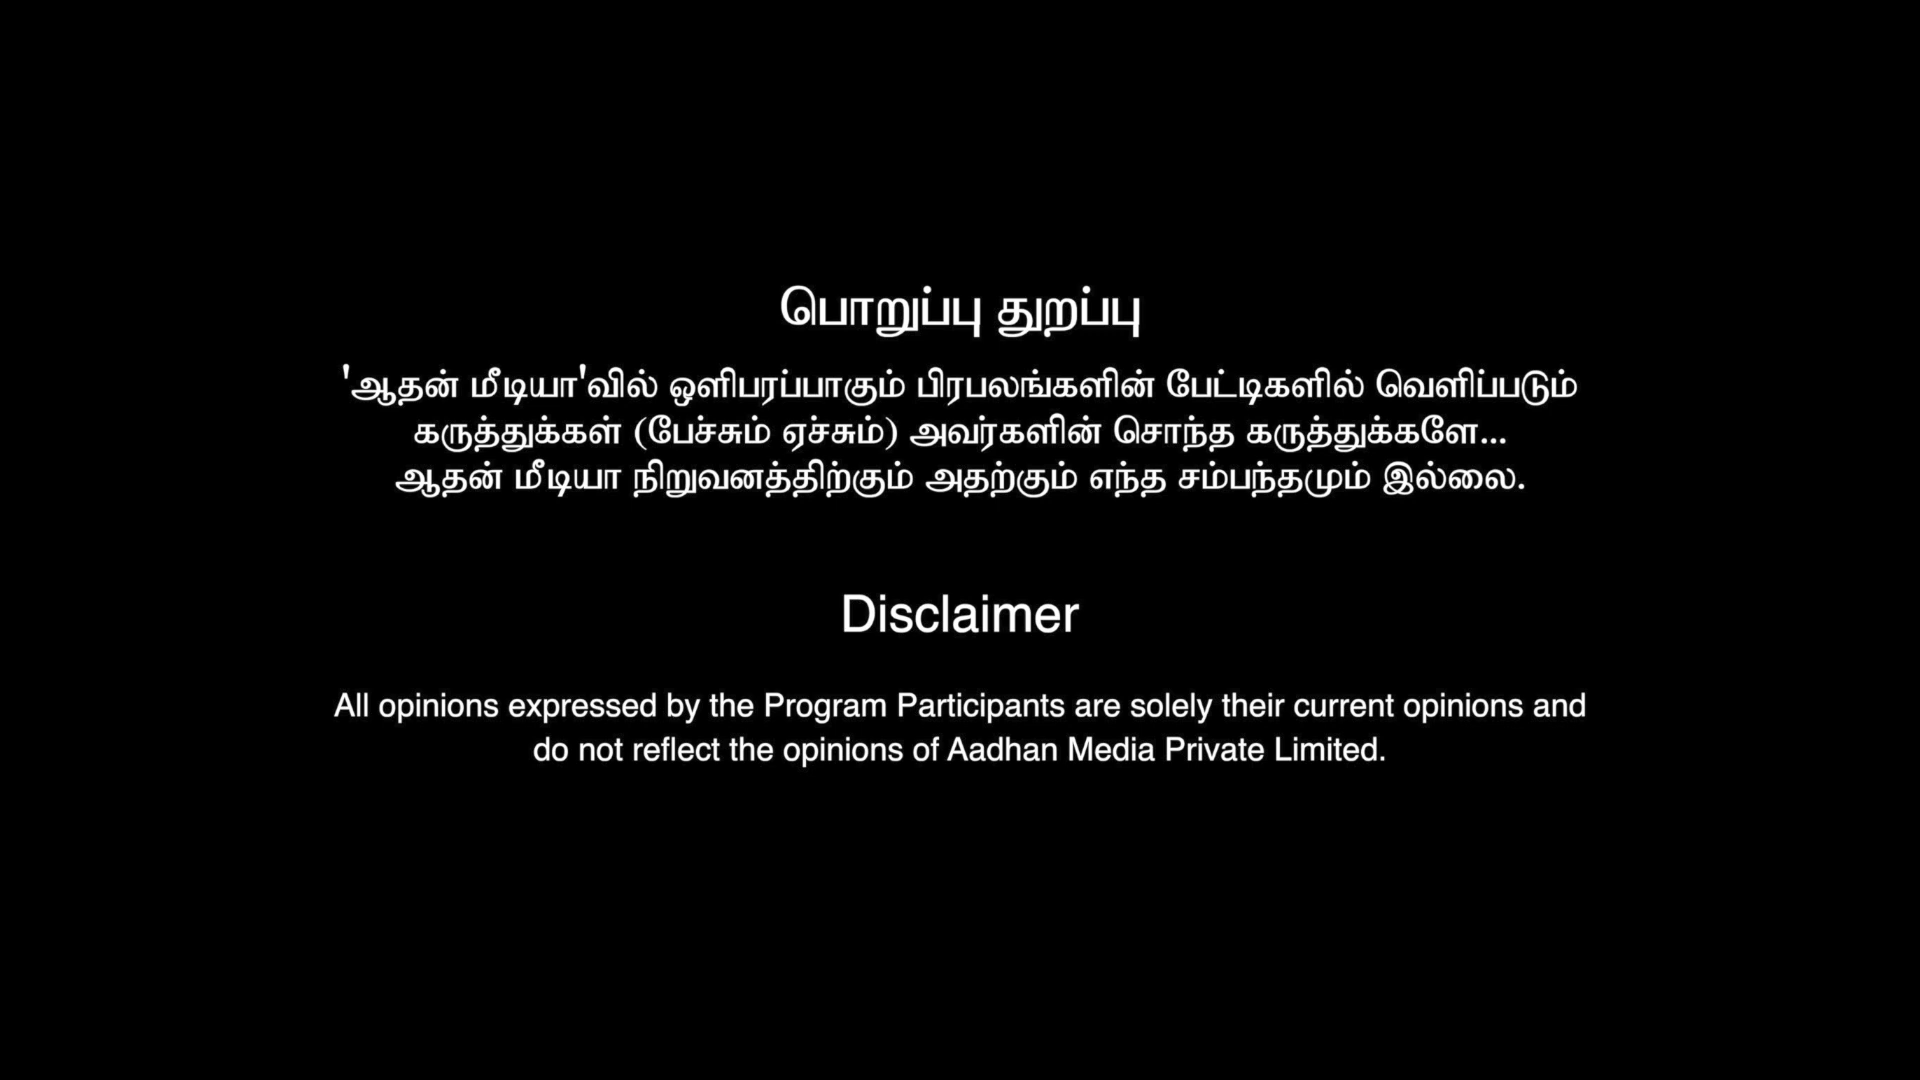 பொறுப்பு துறப்பு
'ஆதன் மீடியா'வில் ஒளிபரப்பாகும் பிரபலங்களின் பேட்டிகளில் வெளிப்படும்
கருத்துக்கள் (பேச்சும் ஏச்சும்) அவர்களின் சொந்த கருத்துக்களே...
ஆதன் மீடியா நிறுவனத்திற்கும் அதற்கும் எந்த சம்பந்தமும் இல்லை.
Disclaimer
All opinions expressed by the Program Participants are solely their current opinions and
do not reflect the opinions of Aadhan Media Private Limited.